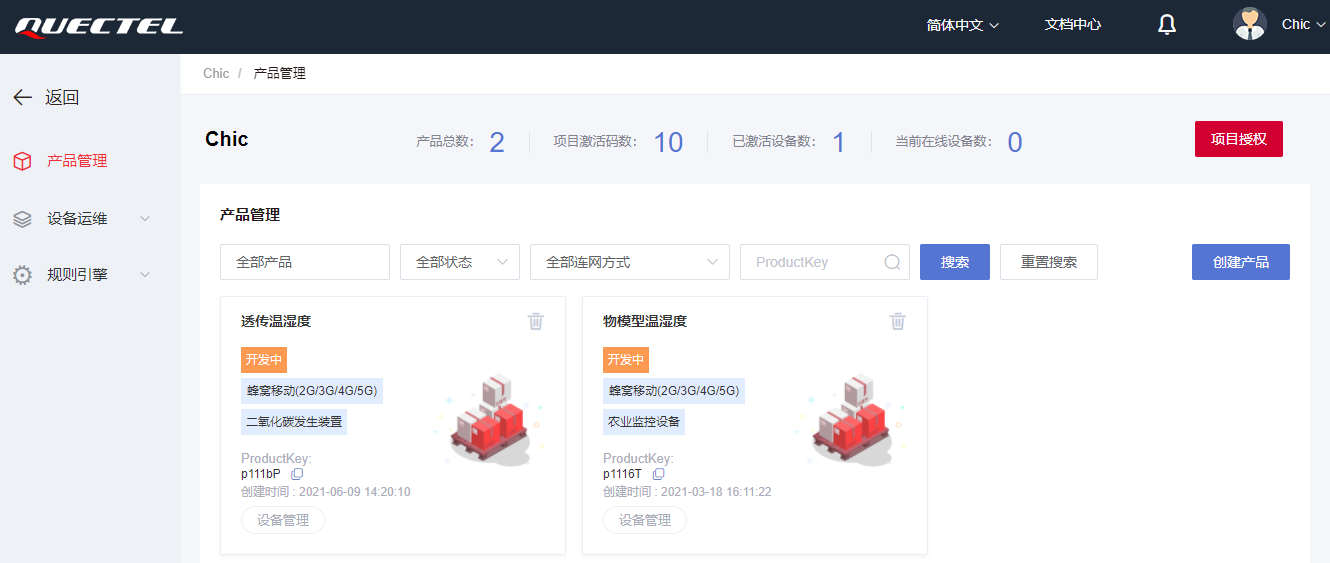 QUECTEL 简体中文 文档中心 Chic
Chic / 产品管理
返回
产品管理
设备运维
规则引擎
Chic 产品总数: 2 项目激活码数: 10 已激活设备数: 1 当前在线设备数: 0 项目授权
产品管理
全部产品 全部状态 全部连网方式 ProductKey 搜索 重置搜索 创建产品
透传温湿度
开发中
蜂窝移动(2G/3G/4G/5G)
二氧化碳发生装置
ProductKey:
p111bP
创建时间 : 2021-06-09 14:20:10
设备管理
物模型温湿度
开发中
蜂窝移动(2G/3G/4G/5G)
农业监控设备
ProductKey:
p1116T
创建时间 : 2021-03-18 16:11:22
设备管理